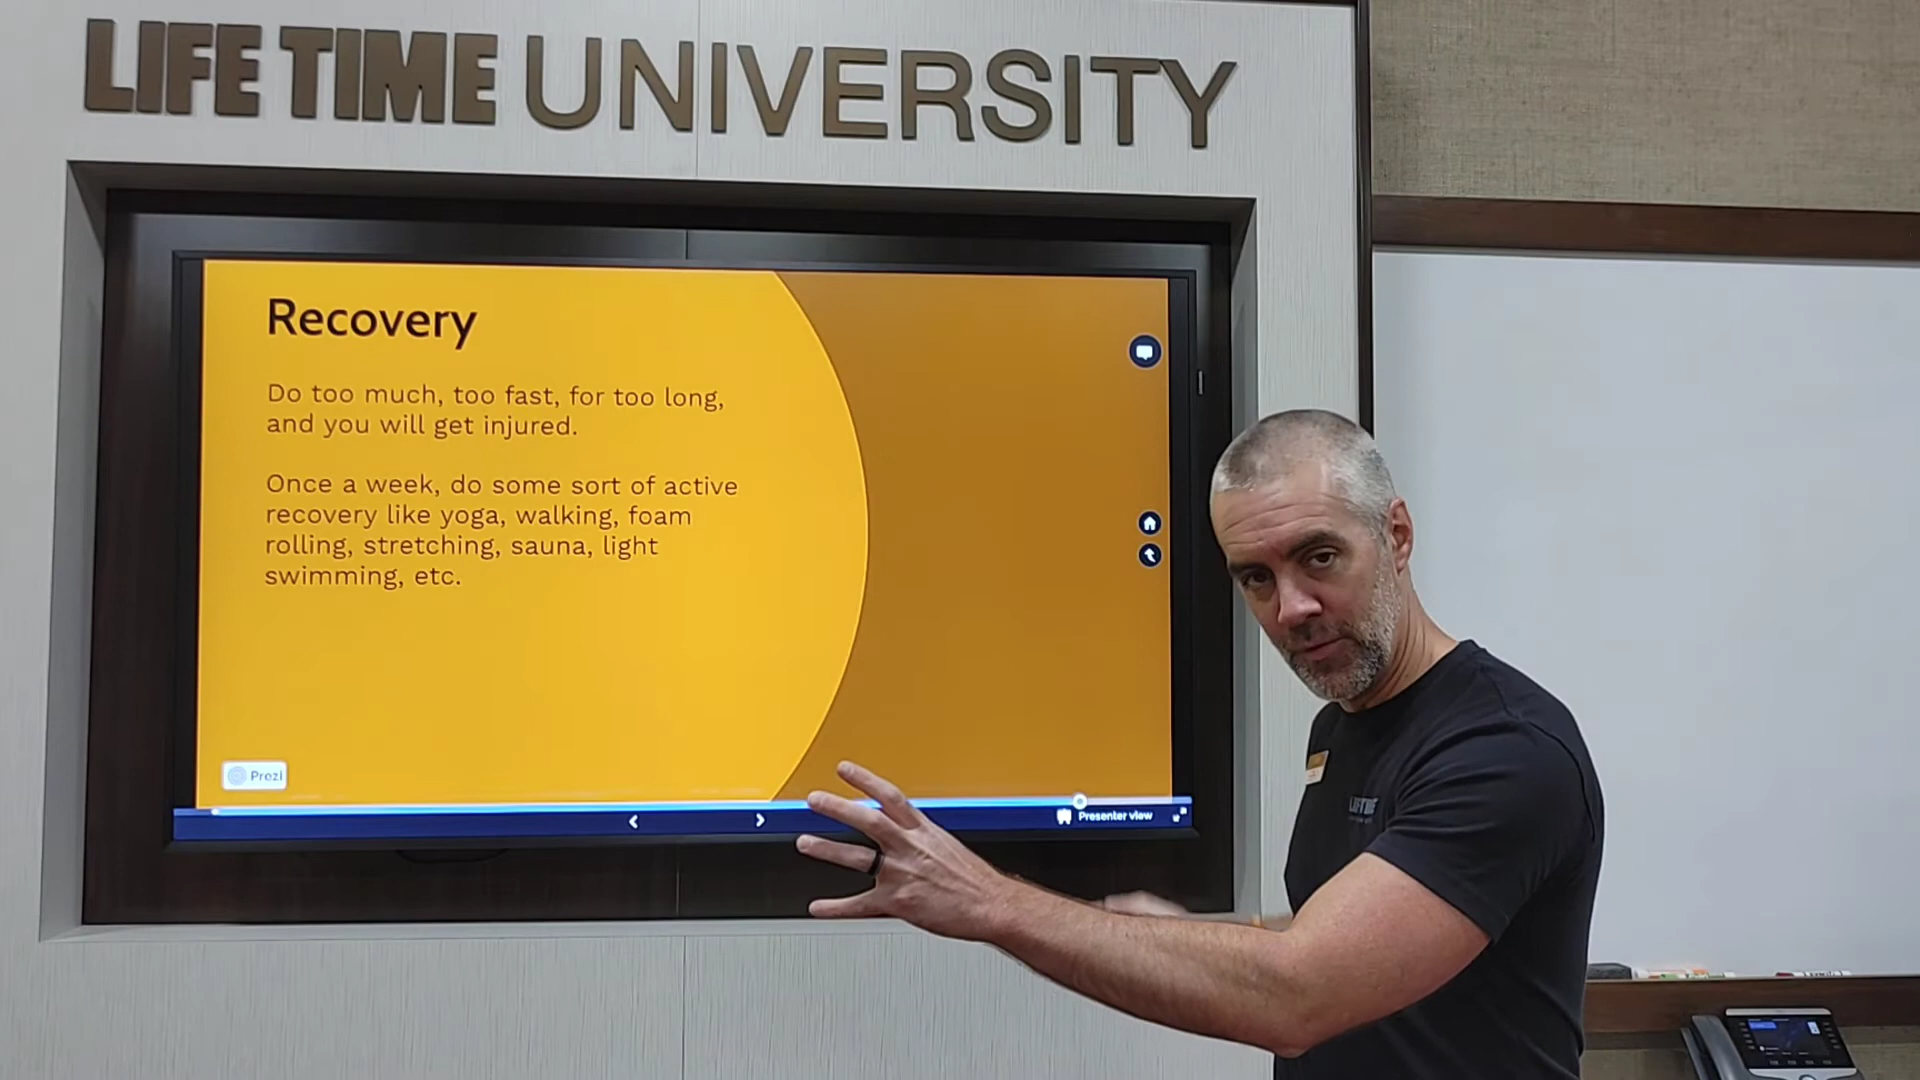 LIFE TIME UNIVERSITY
Recovery
Do too much, too fast, for too long,
and you will get injured.
Once a week, do some sort of active
recovery like yoga, walking, foam
rolling, stretching, sauna, light
swimming, etc.
Prezi
Presenter view
LIFETIME